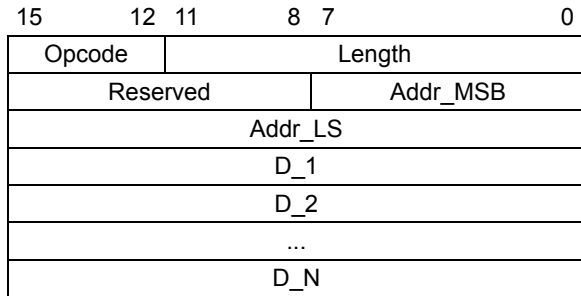 15 12 11 8 7 0
Opcode Length
Reserved Addr_MSB
Addr_LS
D_1
D_2
...
D_N